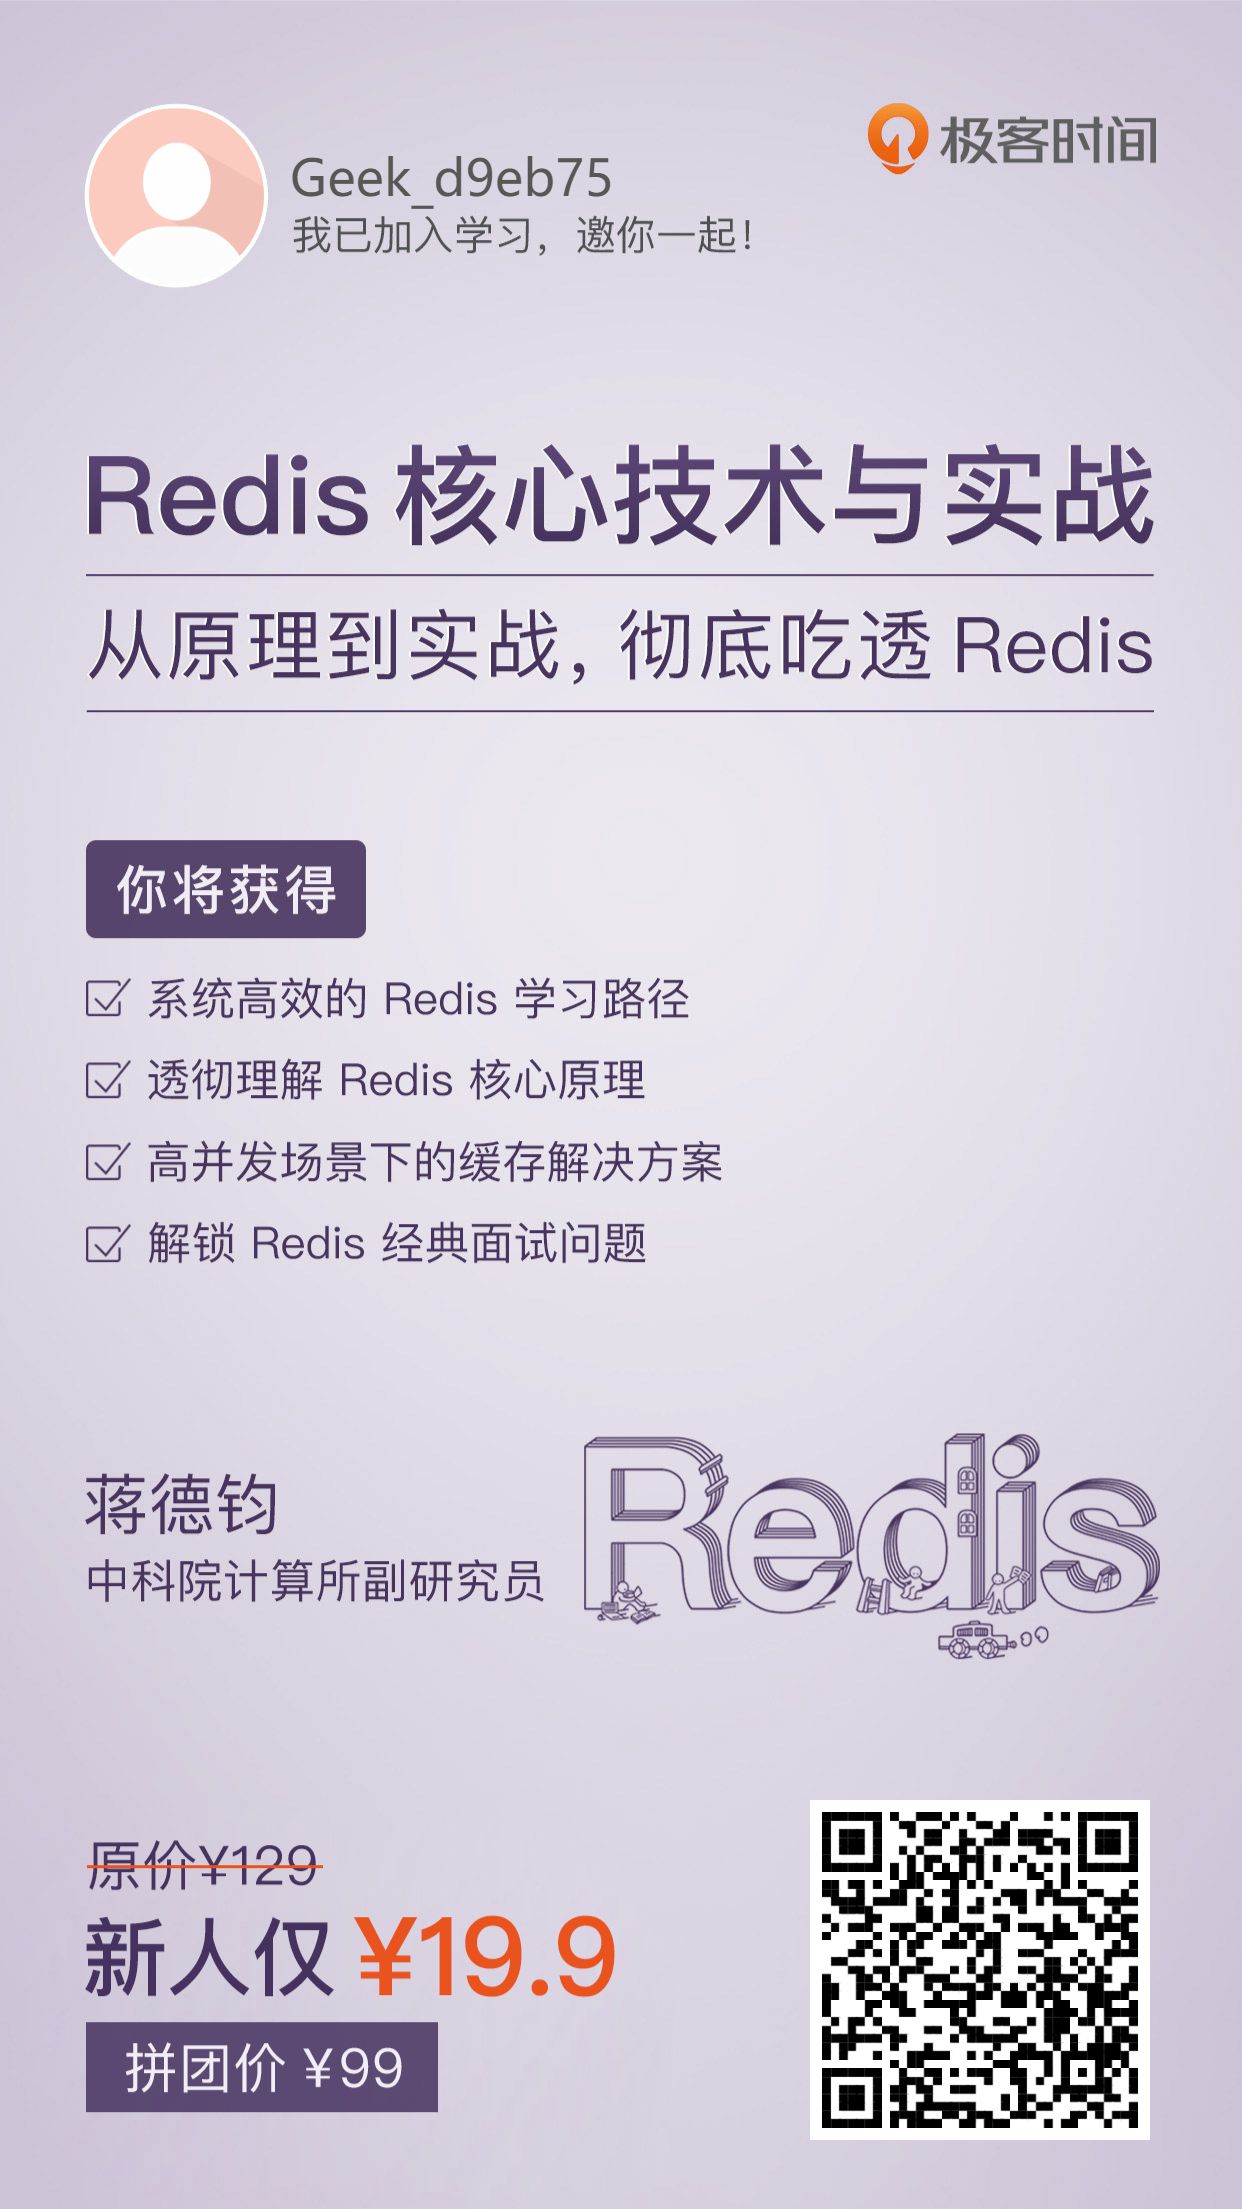 极客时间
Geek_d9eb75
我已加入学习，邀你一起！
Redis 核心技术与实战
从原理到实战，彻底吃透 Redis
你将获得
系统高效的 Redis 学习路径
透彻理解 Redis 核心原理
高并发场景下的缓存解决方案
解锁 Redis 经典面试问题
Redis
蒋德钧
中科院计算所副研究员
原价¥129
新人仅 ¥19.9
拼团价 ¥99